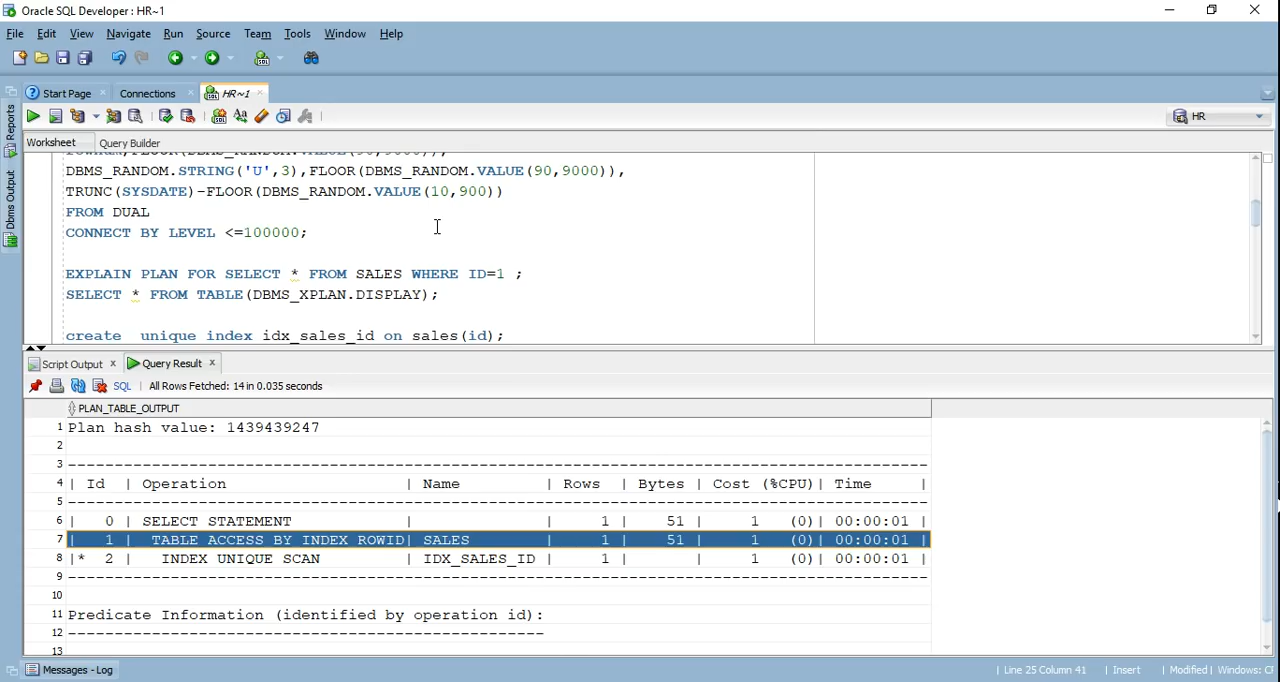 Oracle SQL Developer : HR~1
File Edit View Navigate Run Source Team Tools Window Help
Start Page Connections HR~1
HR
Worksheet Query Builder
Reports
Dbms Output
DBMS_RANDOM.STRING('U',3),FLOOR(DBMS_RANDOM.VALUE(90,9000)),
TRUNC(SYSDATE)-FLOOR(DBMS_RANDOM.VALUE(10,900))
FROM DUAL
CONNECT BY LEVEL <=100000;
EXPLAIN PLAN FOR SELECT * FROM SALES WHERE ID=1 ;
SELECT * FROM TABLE(DBMS_XPLAN.DISPLAY);
create  unique index idx_sales_id on sales(id);
Script Output x Query Result x
SQL | All Rows Fetched: 14 in 0.035 seconds
PLAN_TABLE_OUTPUT
1 Plan hash value: 1439439247
2
3 --------------------------------------------------------------------------------------------
4 | Id | Operation | Name | Rows | Bytes | Cost (%CPU)| Time |
5 --------------------------------------------------------------------------------------------
6 | 0 | SELECT STATEMENT | | 1 | 51 | 1 (0)| 00:00:01 |
7 | 1 | TABLE ACCESS BY INDEX ROWID| SALES | 1 | 51 | 1 (0)| 00:00:01 |
8 |* 2 | INDEX UNIQUE SCAN | IDX_SALES_ID | 1 | | 1 (0)| 00:00:01 |
9 --------------------------------------------------------------------------------------------
10
11 Predicate Information (identified by operation id):
12 ---------------------------------------------------
13
Messages - Log
Line 25 Column 41 | Insert | Modified | Windows: CF